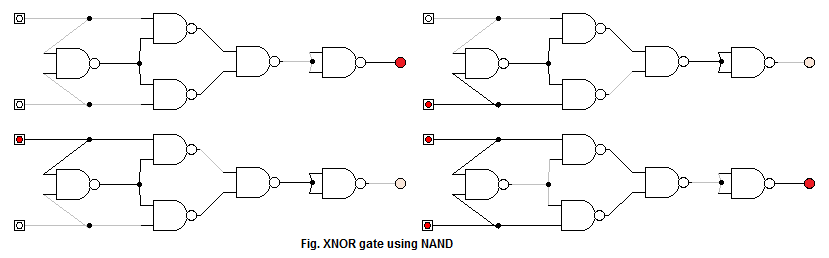 Fig. XNOR gate using NAND